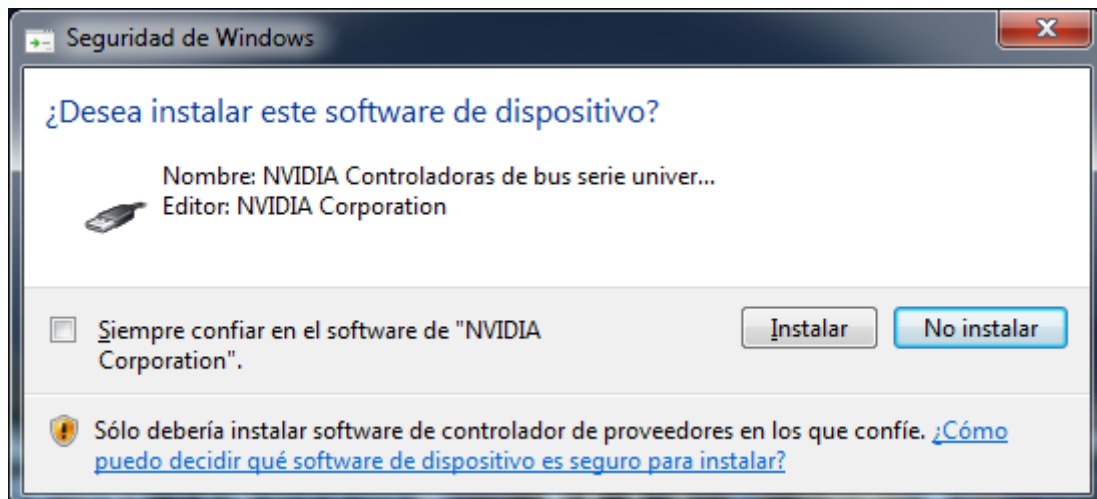 Seguridad de Windows
¿Desea instalar este software de dispositivo?
Nombre: NVIDIA Controladoras de bus serie univer...
Editor: NVIDIA Corporation
Siempre confiar en el software de "NVIDIA
Corporation".
Instalar
No instalar
Sólo debería instalar software de controlador de proveedores en los que confíe. ¿Cómo
puedo decidir qué software de dispositivo es seguro para instalar?